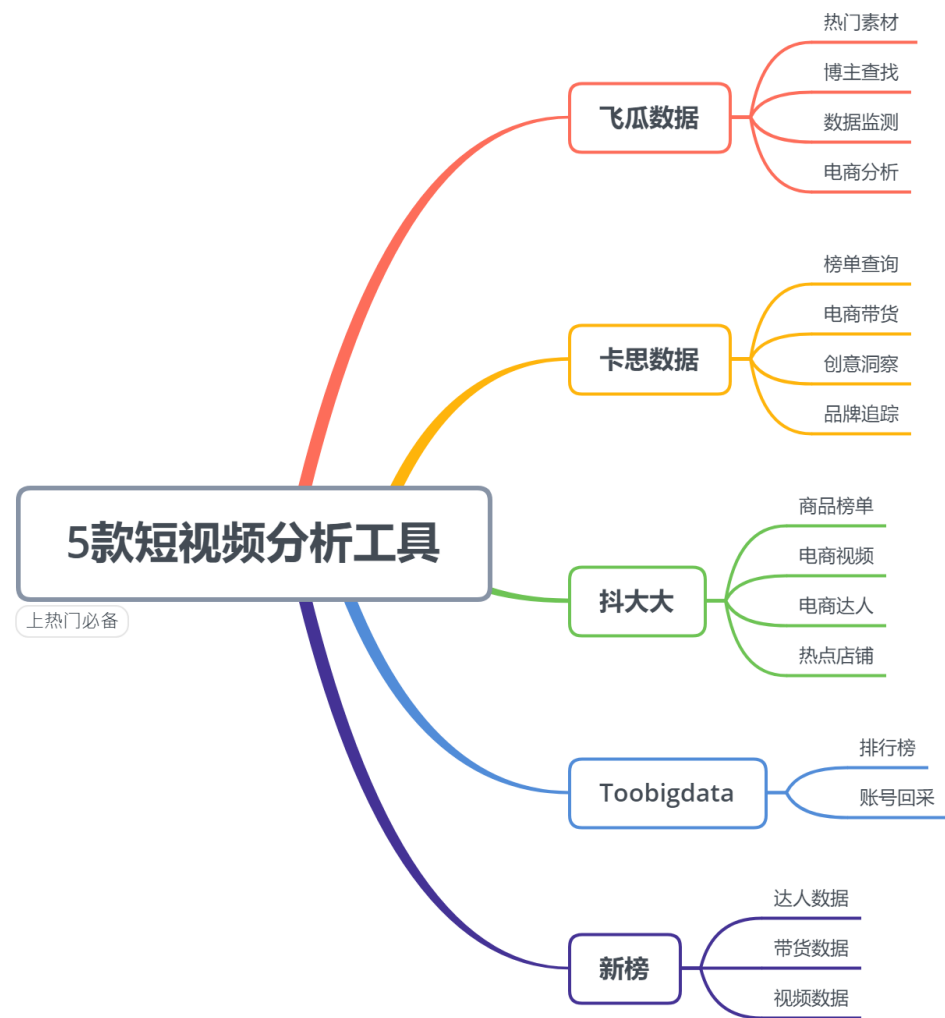 5款短视频分析工具
上热门必备
飞瓜数据
热门素材
博主查找
数据监测
电商分析
卡思数据
榜单查询
电商带货
创意洞察
品牌追踪
抖大大
商品榜单
电商视频
电商达人
热点店铺
Toobigdata
排行榜
账号回采
新榜
达人数据
带货数据
视频数据